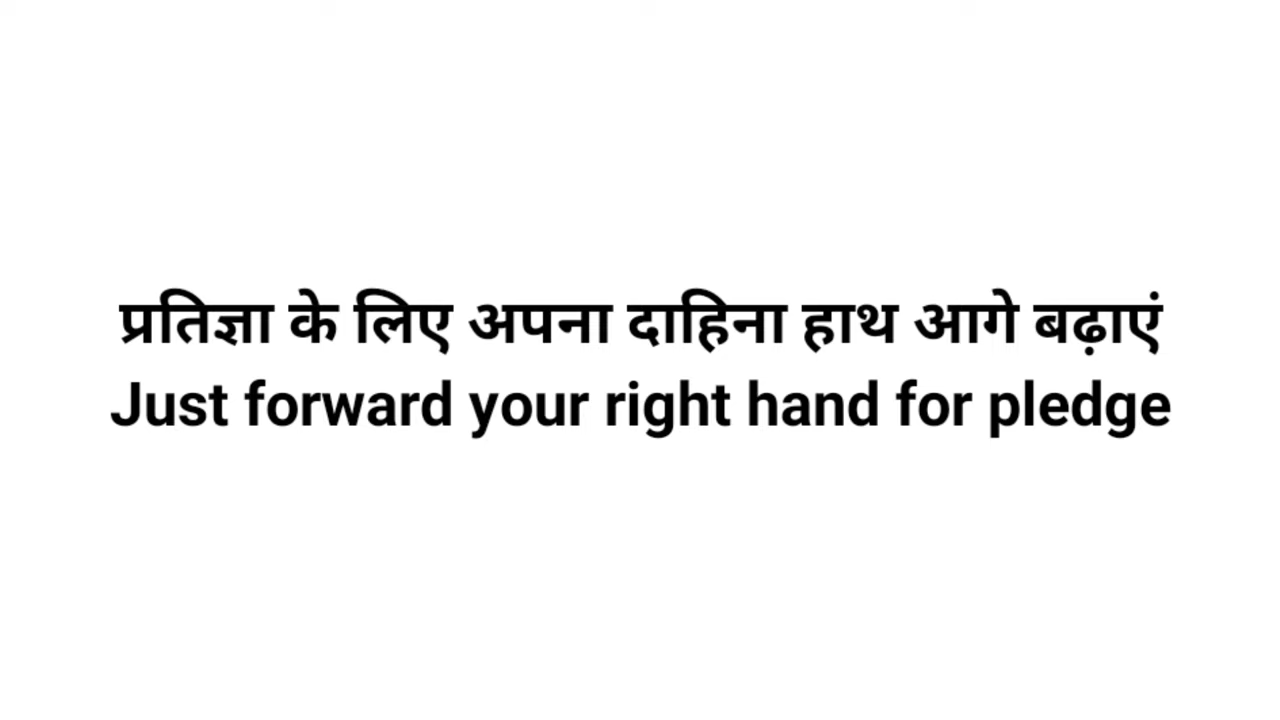 प्रतिज्ञा के लिए अपना दाहिना हाथ आगे बढ़ाएं
Just forward your right hand for pledge